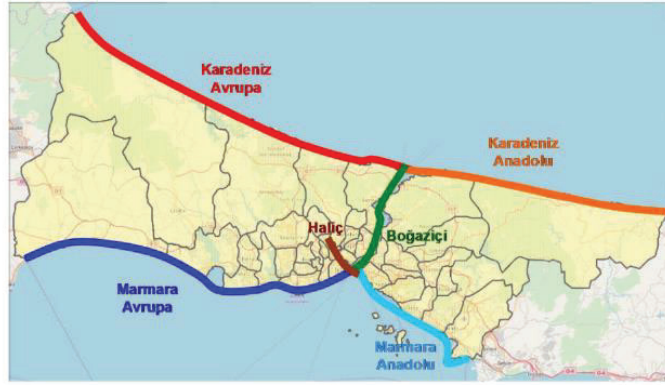 Karadeniz
Avrupa
Karadeniz
Anadolu
Haliç
Boğaziçi
Marmara
Avrupa
Marmara
Anadolu